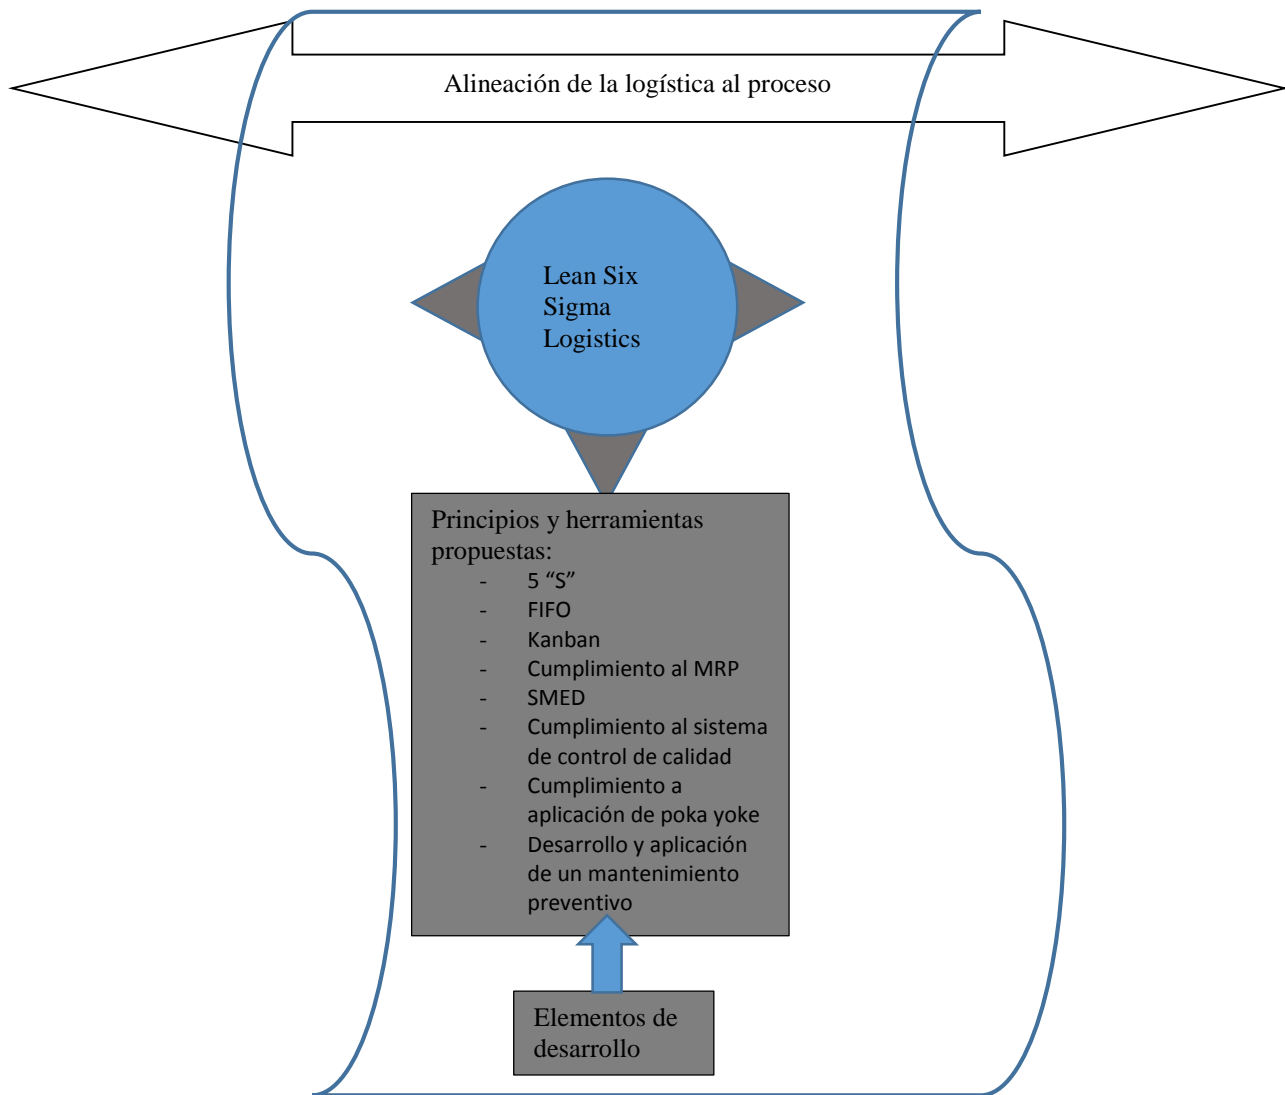 Alineación de la logística al proceso
Lean Six
Sigma
Logistics
Principios y herramientas
propuestas:
- 5 “S”
- FIFO
- Kanban
- Cumplimiento al MRP
- SMED
- Cumplimiento al sistema
de control de calidad
- Cumplimiento a
aplicación de poka yoke
- Desarrollo y aplicación
de un mantenimiento
preventivo
Elementos de
desarrollo